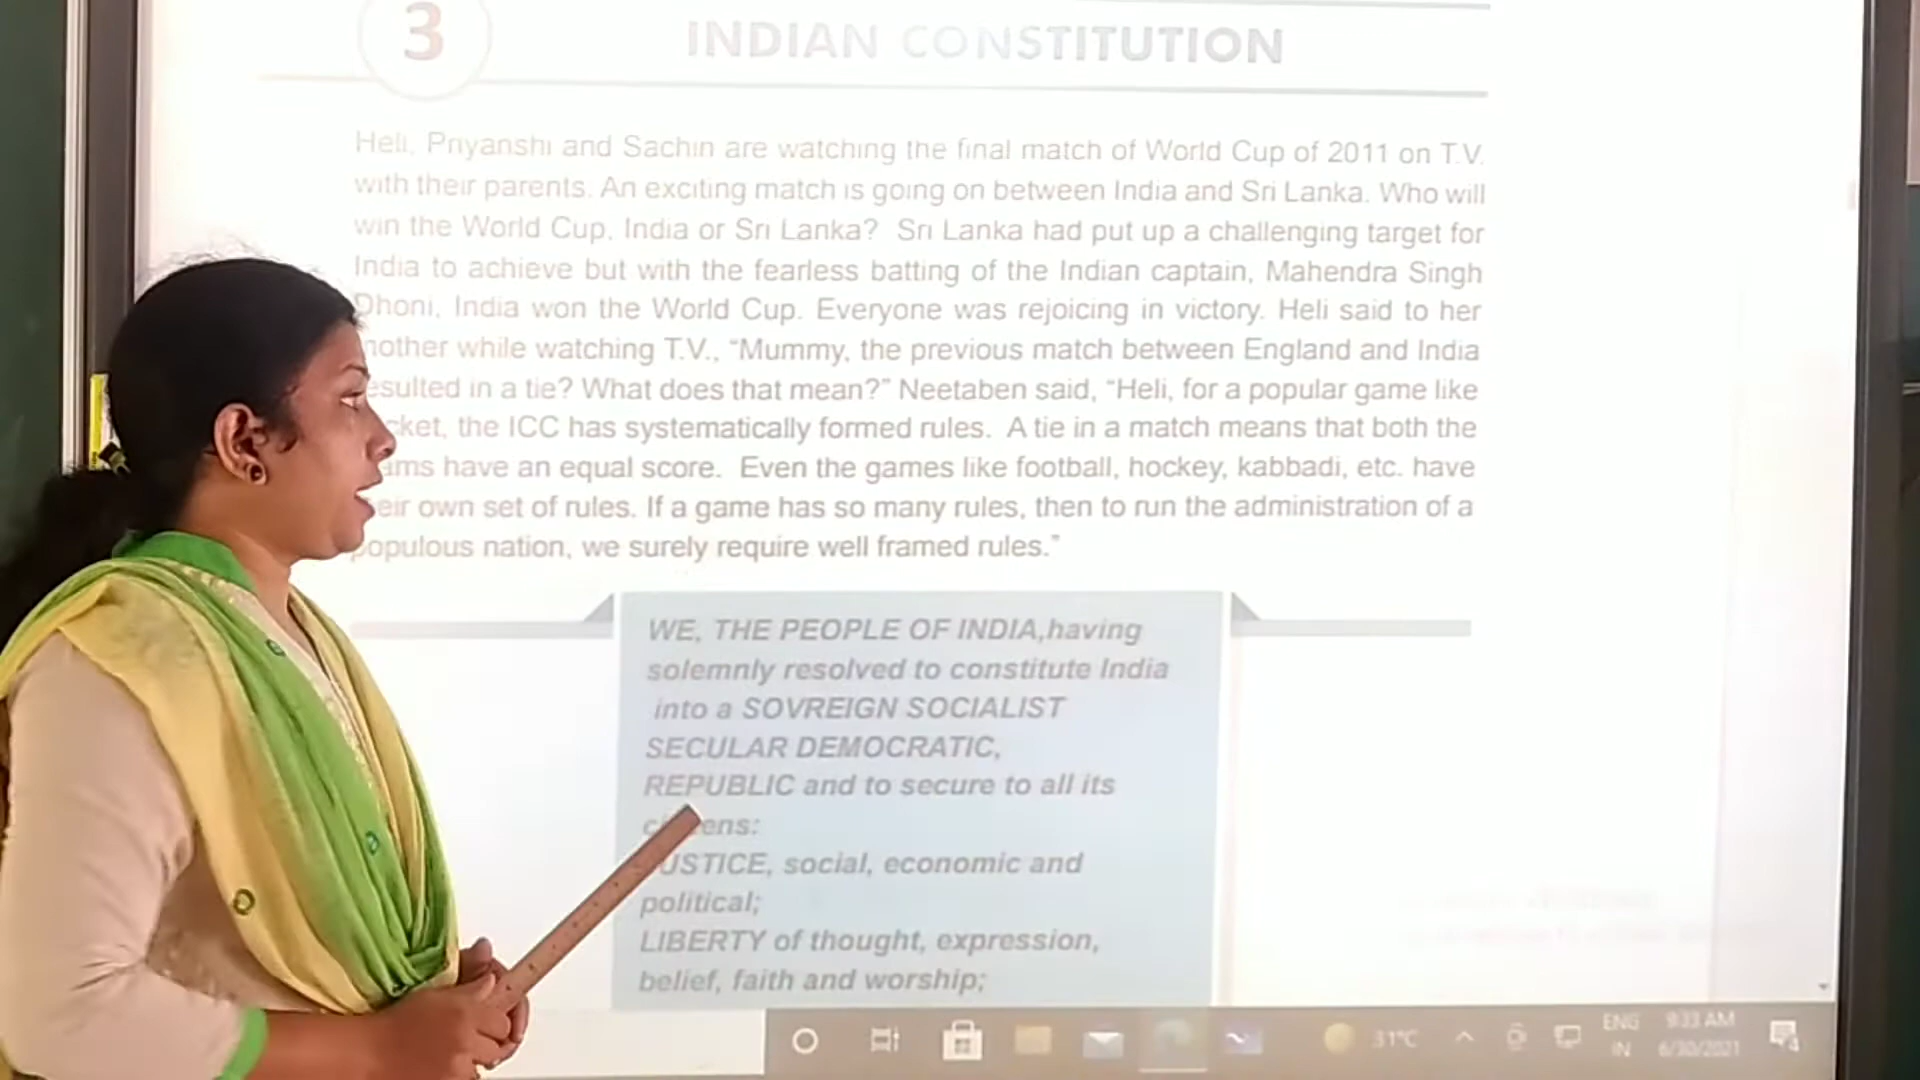 3
INDIAN CONSTITUTION
Heli, Priyanshi and Sachin are watching the final match of World Cup of 2011 on T.V.
with their parents. An exciting match is going on between India and Sri Lanka. Who will
win the World Cup, India or Sri Lanka? Sri Lanka had put up a challenging target for
India to achieve but with the fearless batting of the Indian captain, Mahendra Singh
Dhoni, India won the World Cup. Everyone was rejoicing in victory. Heli said to her
while watching T.V., “Mummy, the previous match between England and India
in a tie? What does that mean?” Neetaben said, “Heli, for a popular game like
the ICC has systematically formed rules. A tie in a match means that both the
have an equal score. Even the games like football, hockey, kabbadi, etc. have
own set of rules. If a game has so many rules, then to run the administration of a
populous nation, we surely require well framed rules.”
WE, THE PEOPLE OF INDIA,having
solemnly resolved to constitute India
into a SOVREIGN SOCIALIST
SECULAR DEMOCRATIC,
REPUBLIC and to secure to all its
JUSTICE, social, economic and
political;
LIBERTY of thought, expression,
belief, faith and worship;
31°C
ENG
9:33 AM
IN
6/30/2021
4